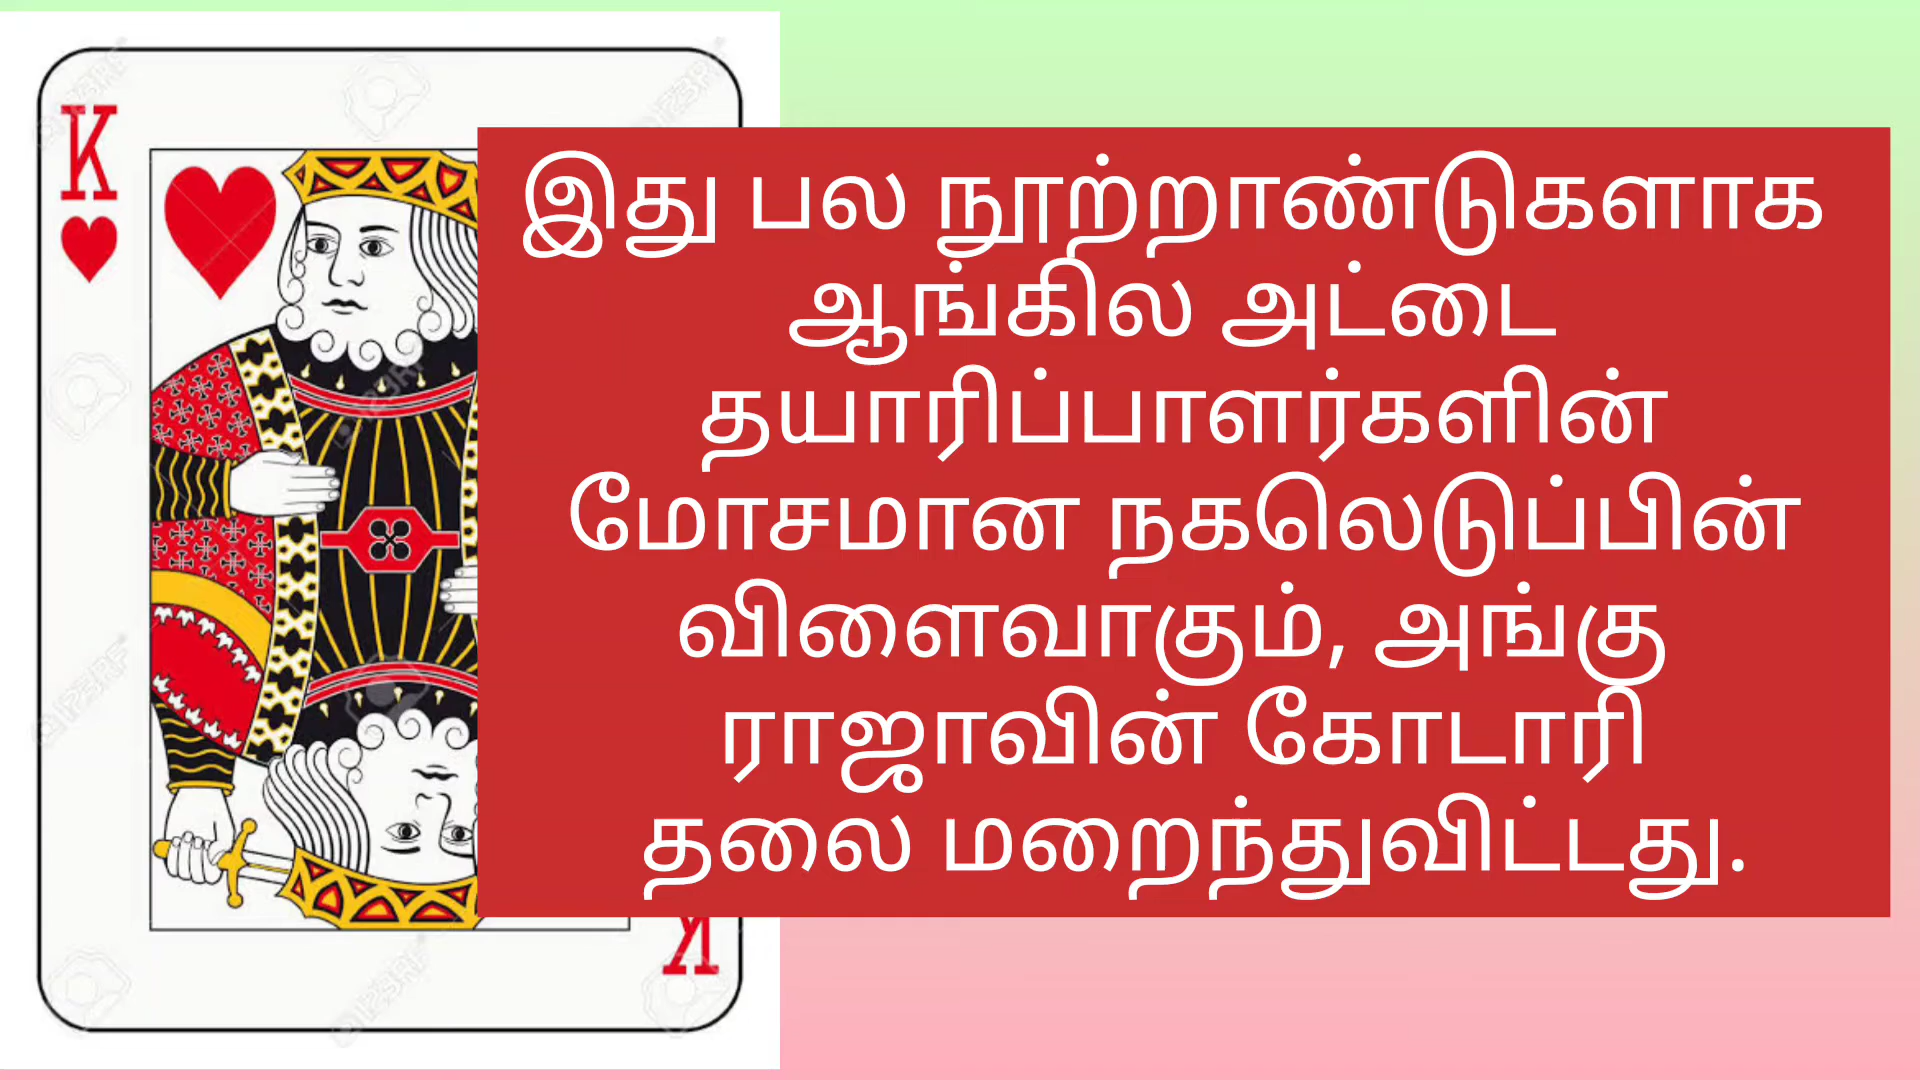 K
இது பல நூற்றாண்டுகளாக
ஆங்கில அட்டை
தயாரிப்பாளர்களின்
மோசமான நகலெடுப்பின்
விளைவாகும், அங்கு
ராஜாவின் கோடாரி
தலை மறைந்துவிட்டது.
K